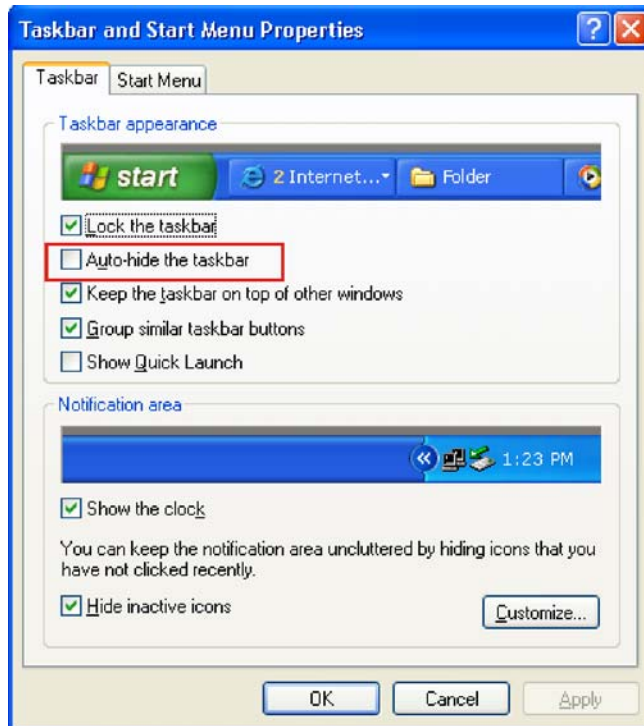 Taskbar and Start Menu Properties
Taskbar
Start Menu
Taskbar appearance
start
2 Internet...
Folder
Lock the taskbar
Auto-hide the taskbar
Keep the taskbar on top of other windows
Group similar taskbar buttons
Show Quick Launch
Notification area
1:23 PM
Show the clock
You can keep the notification area uncluttered by hiding icons that you
have not clicked recently.
Hide inactive icons
Customize...
OK
Cancel
Apply